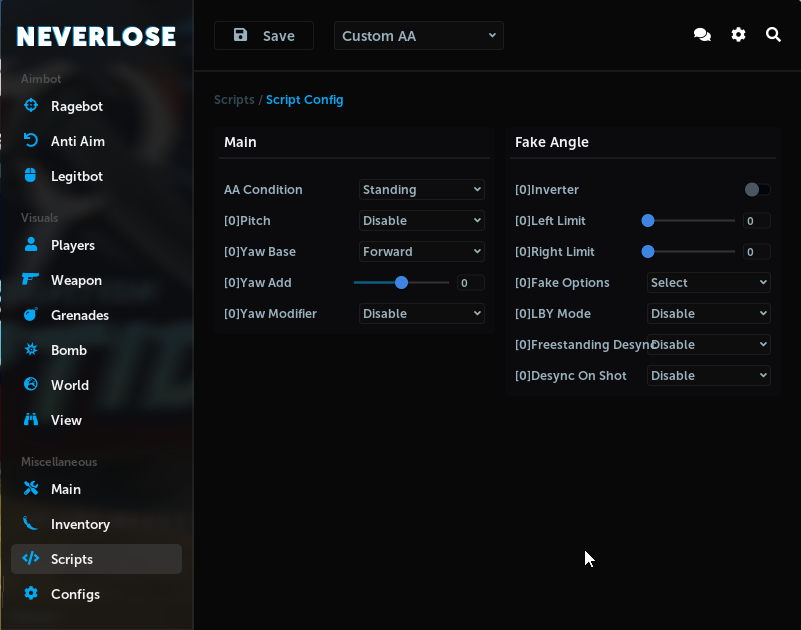 NEVERLOSE
Save
Custom AA
Aimbot
Ragebot
Anti Aim
Legitbot
Visuals
Players
Weapon
Grenades
Bomb
World
View
Miscellaneous
Main
Inventory
Scripts
Configs
Scripts / Script Config
Main
AA Condition Standing
[0]Pitch Disable
[0]Yaw Base Forward
[0]Yaw Add 0
[0]Yaw Modifier Disable
Fake Angle
[0]Inverter
[0]Left Limit 0
[0]Right Limit 0
[0]Fake Options Select
[0]LBY Mode Disable
[0]Freestanding Desync Disable
[0]Desync On Shot Disable